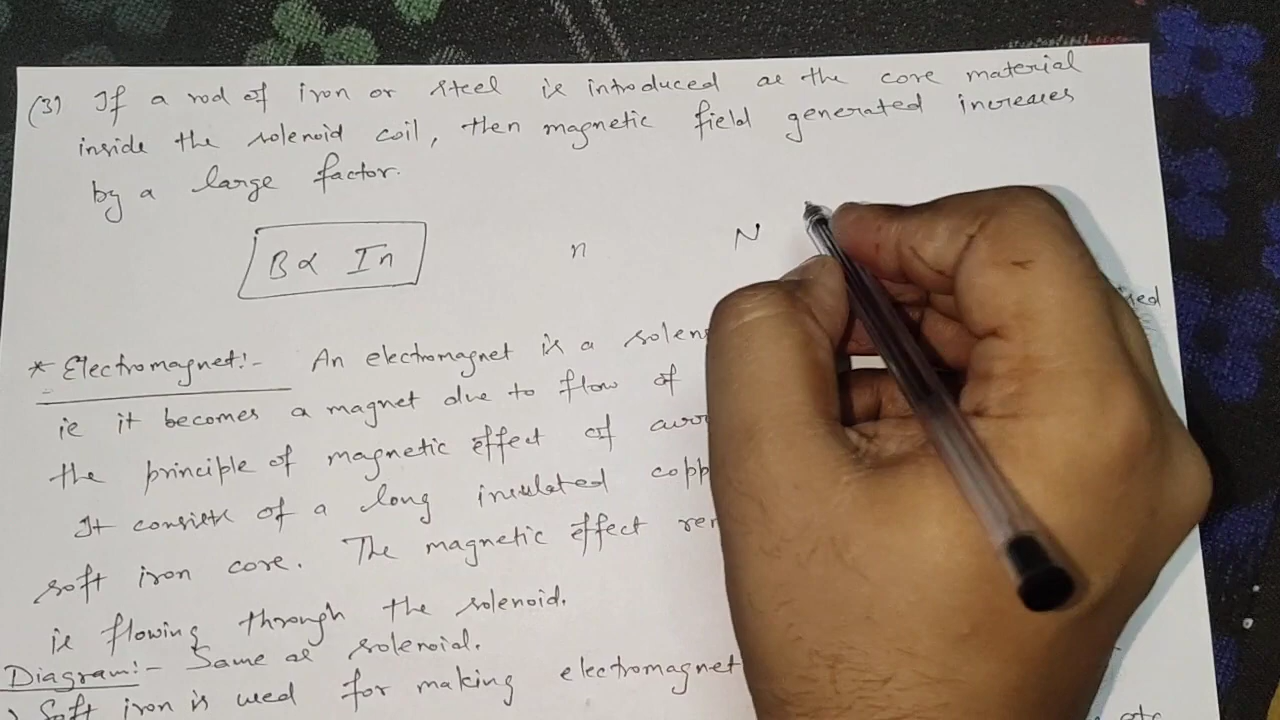 (3) If a rod of iron or steel is introduced as the core material
inside the solenoid coil, then magnetic field generated increases
by a large factor.
B∝ In n N
* Electromagnet:- An electromagnet is a
ie it becomes a magnet due to flow of
the principle of magnetic effect of
It consists of a long insulated
soft iron core. The magnetic effect
is flowing through the solenoid.
Diagram:- Same as solenoid.
Soft iron is used for making electromagnet